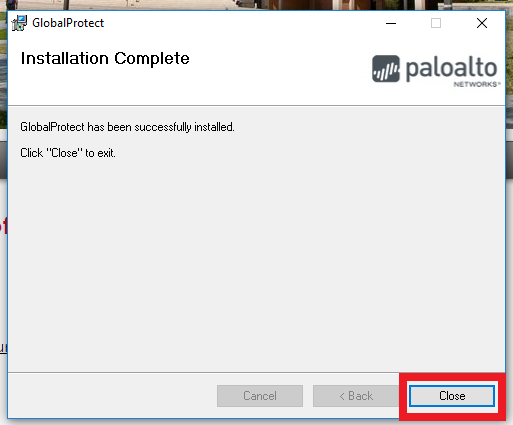 GlobalProtect
Installation Complete
paloalto
NETWORKS®
GlobalProtect has been successfully installed.
Click "Close" to exit.
Cancel
< Back
Close